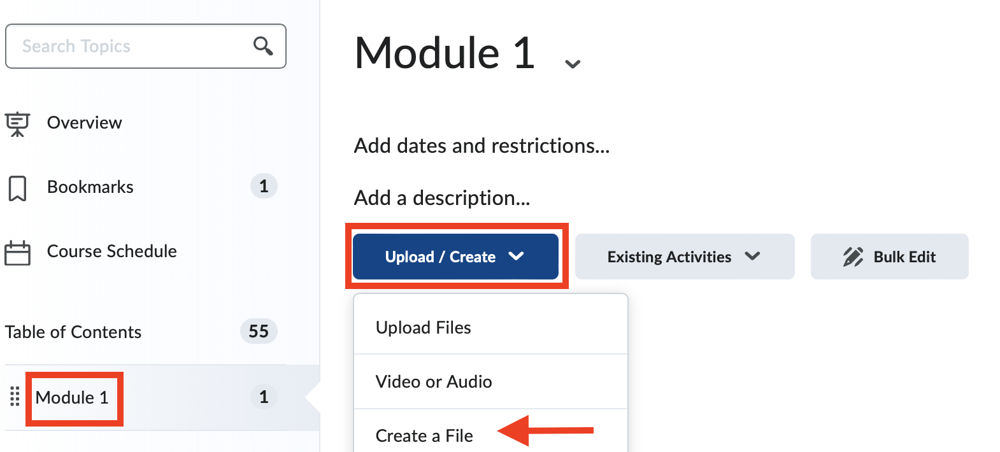 Search Topics
Overview
Bookmarks 1
Course Schedule
Table of Contents 55
Module 1 1
Module 1
Add dates and restrictions...
Add a description...
Upload / Create Existing Activities Bulk Edit
Upload Files
Video or Audio
Create a File